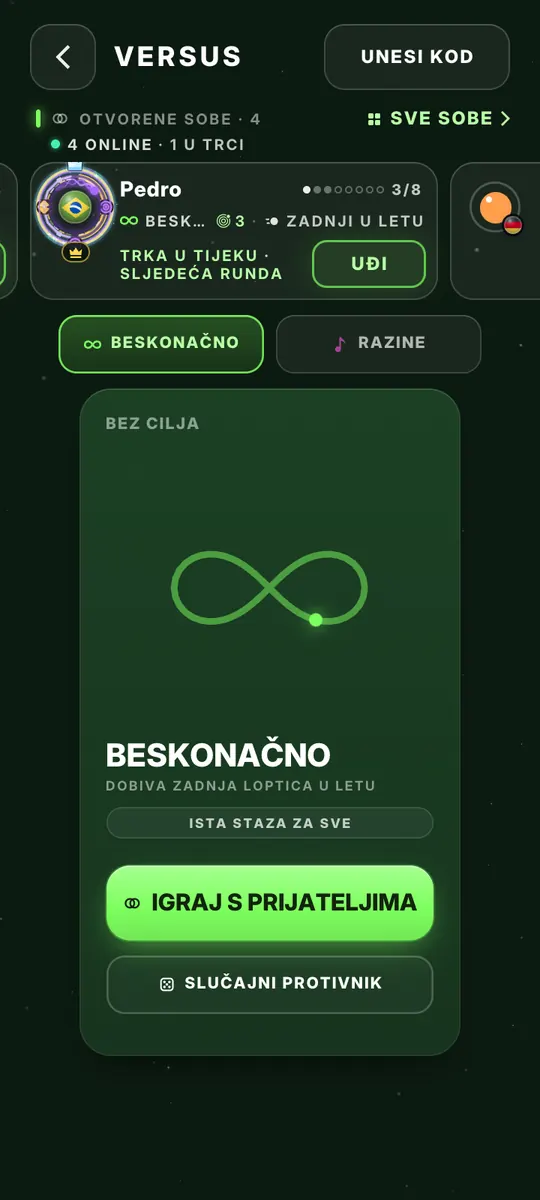 VERSUS
UNESI KOD
OTVORENE SOBE · 4
SVE SOBE
4 ONLINE · 1 U TRCI
Pedro
3/8
BESK… 3 · ZADNJI U LETU
TRKA U TIJEKU ·
SLJEDEĆA RUNDA
UĐI
BESKONAČNO
RAZINE
BEZ CILJA
BESKONAČNO
DOBIVA ZADNJA LOPTICA U LETU
ISTA STAZA ZA SVE
IGRAJ S PRIJATELJIMA
SLUČAJNI PROTIVNIK